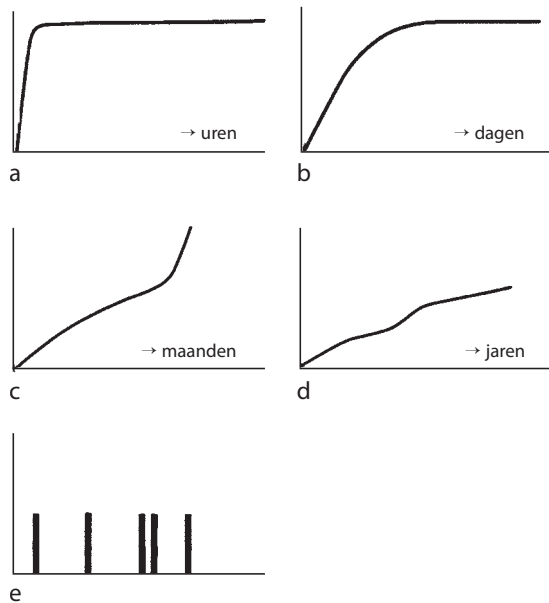 → uren
→ dagen
a
b
→ maanden
→ jaren
c
d
e